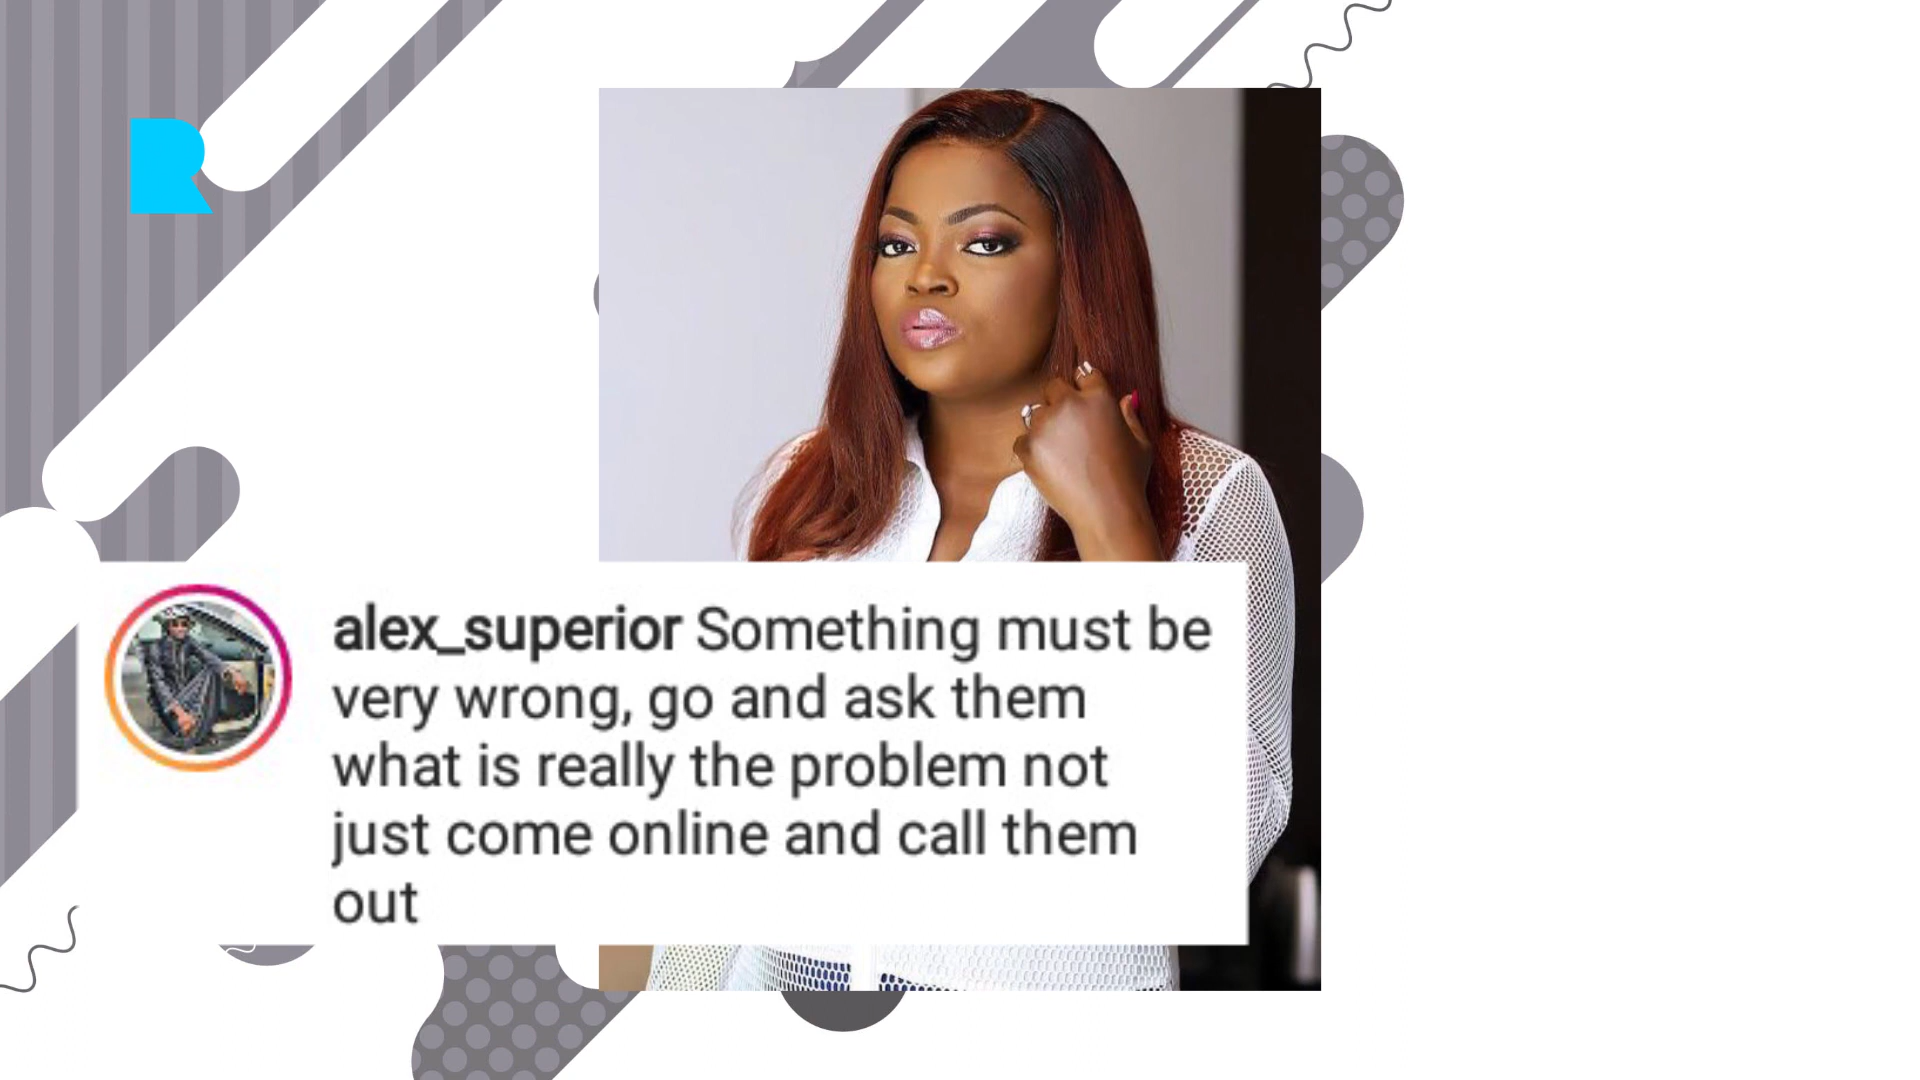 R
alex_superior Something must be
very wrong, go and ask them
what is really the problem not
just come online and call them
out